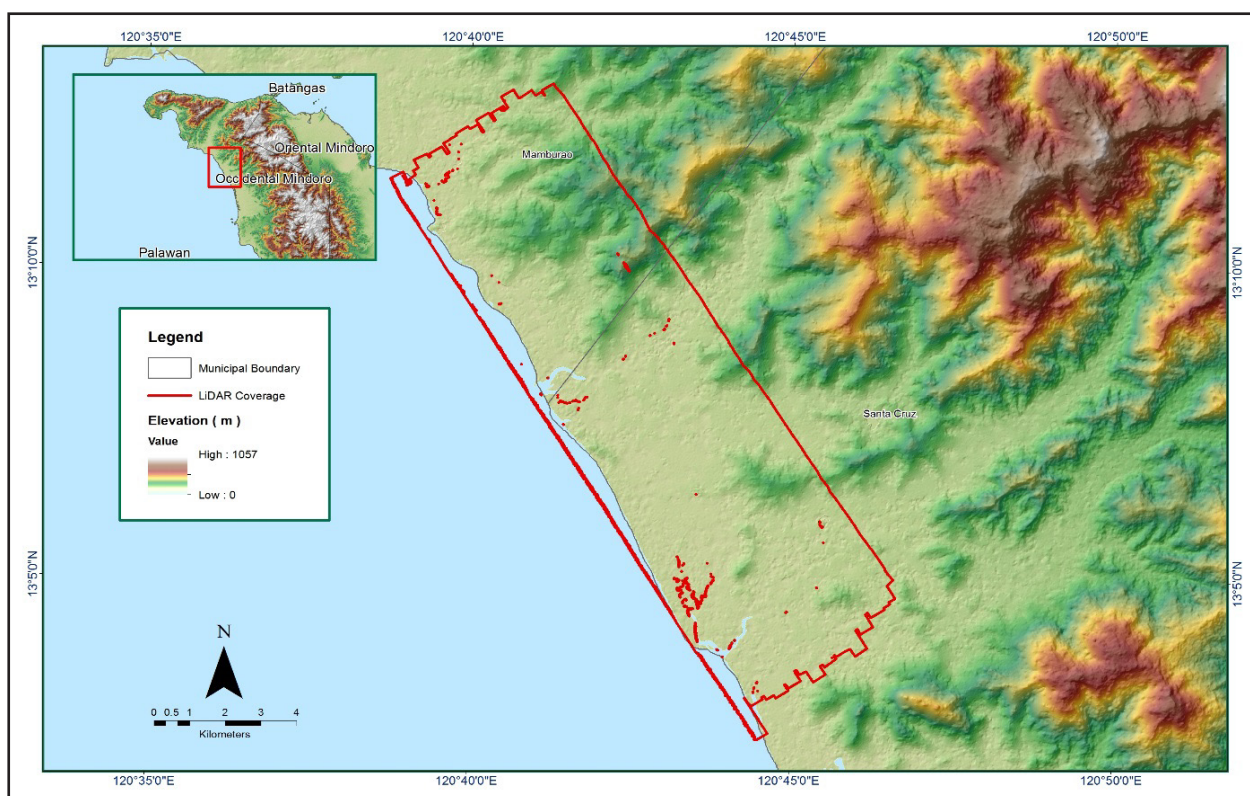 120°35'0"E
120°40'0"E
120°45'0"E
120°50'0"E
Batangas
Oriental Mindoro
Occidental Mindoro
Palawan
Mamburao
13°10'0"N
13°10'0"N
Legend
Municipal Boundary
LiDAR Coverage
Elevation ( m )
Value
High : 1057
Low : 0
Santa Cruz
13°5'0"N
13°5'0"N
N
0 0.5 1 2 3 4
Kilometers
120°35'0"E
120°40'0"E
120°45'0"E
120°50'0"E